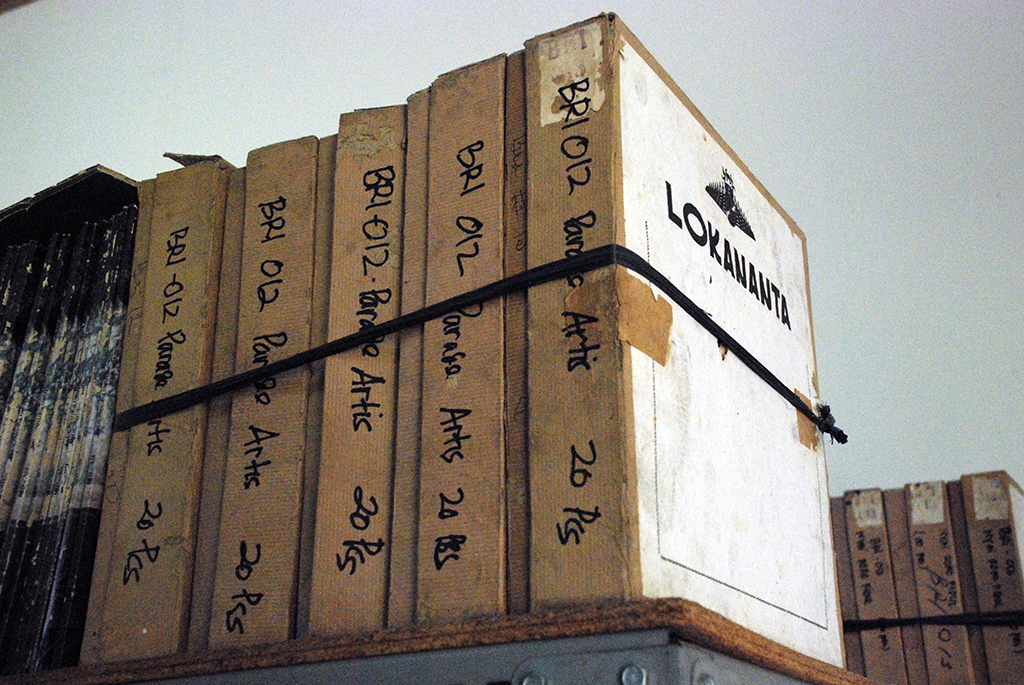 BRI-012 Parade Artis 20 Pcs
BRI 012 Parade Artis 20 Pcs
BRI-012-Parade Artis 20 Pcs
BRI 012 Parade Artis 20 Pcs
BRI
BRI 012 Parade Artis 20 Pcs
LOKANANTA